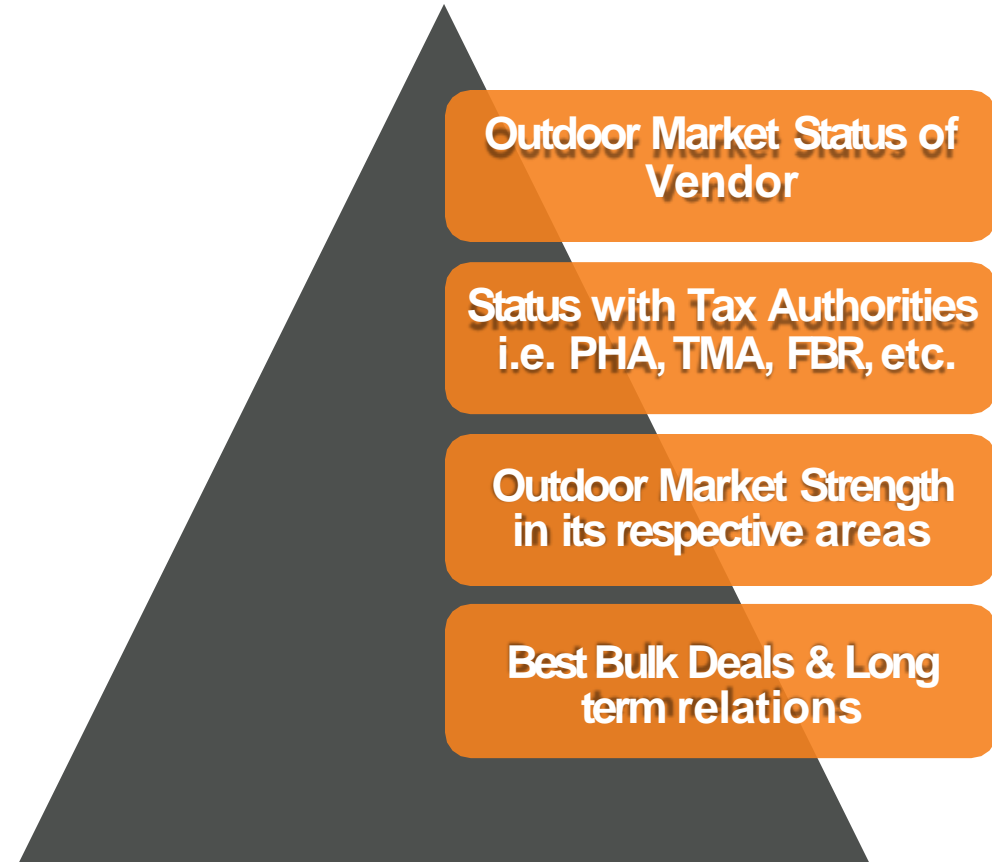 Outdoor Market Status of
Vendor
Status with Tax Authorities
i.e. PHA, TMA, FBR, etc.
Outdoor Market Strength
in its respective areas
Best Bulk Deals & Long
term relations